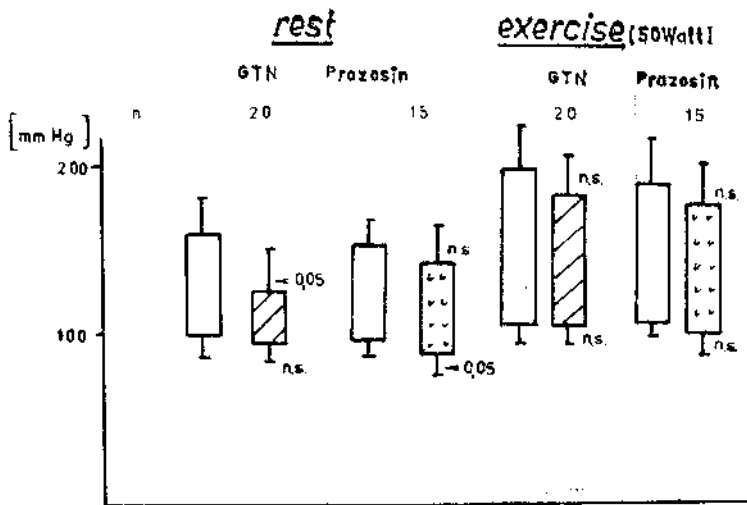 rest exercise (50Watt]
GTN Prazosin GTN Prazosin
n 20 15 20 15
[mm Hg]
200
n.s.
n.s.
n.s.
0,05
100
n.s.
n.s.
n.s.
0,05